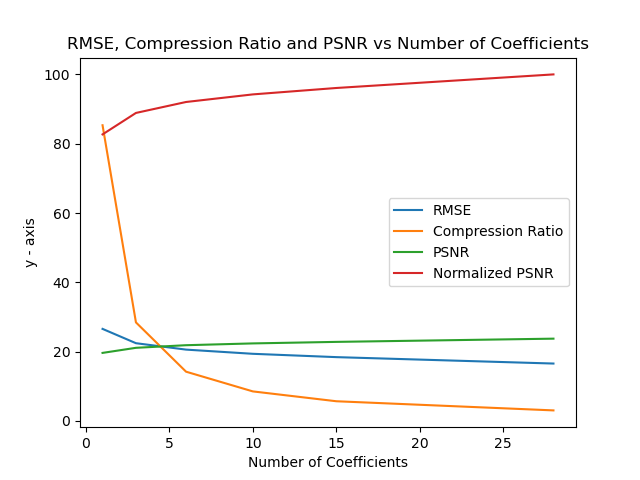 RMSE, Compression Ratio and PSNR vs Number of Coefficients
100
80
60
40
20
0
y - axis
RMSE
Compression Ratio
PSNR
Normalized PSNR
0 5 10 15 20 25
Number of Coefficients